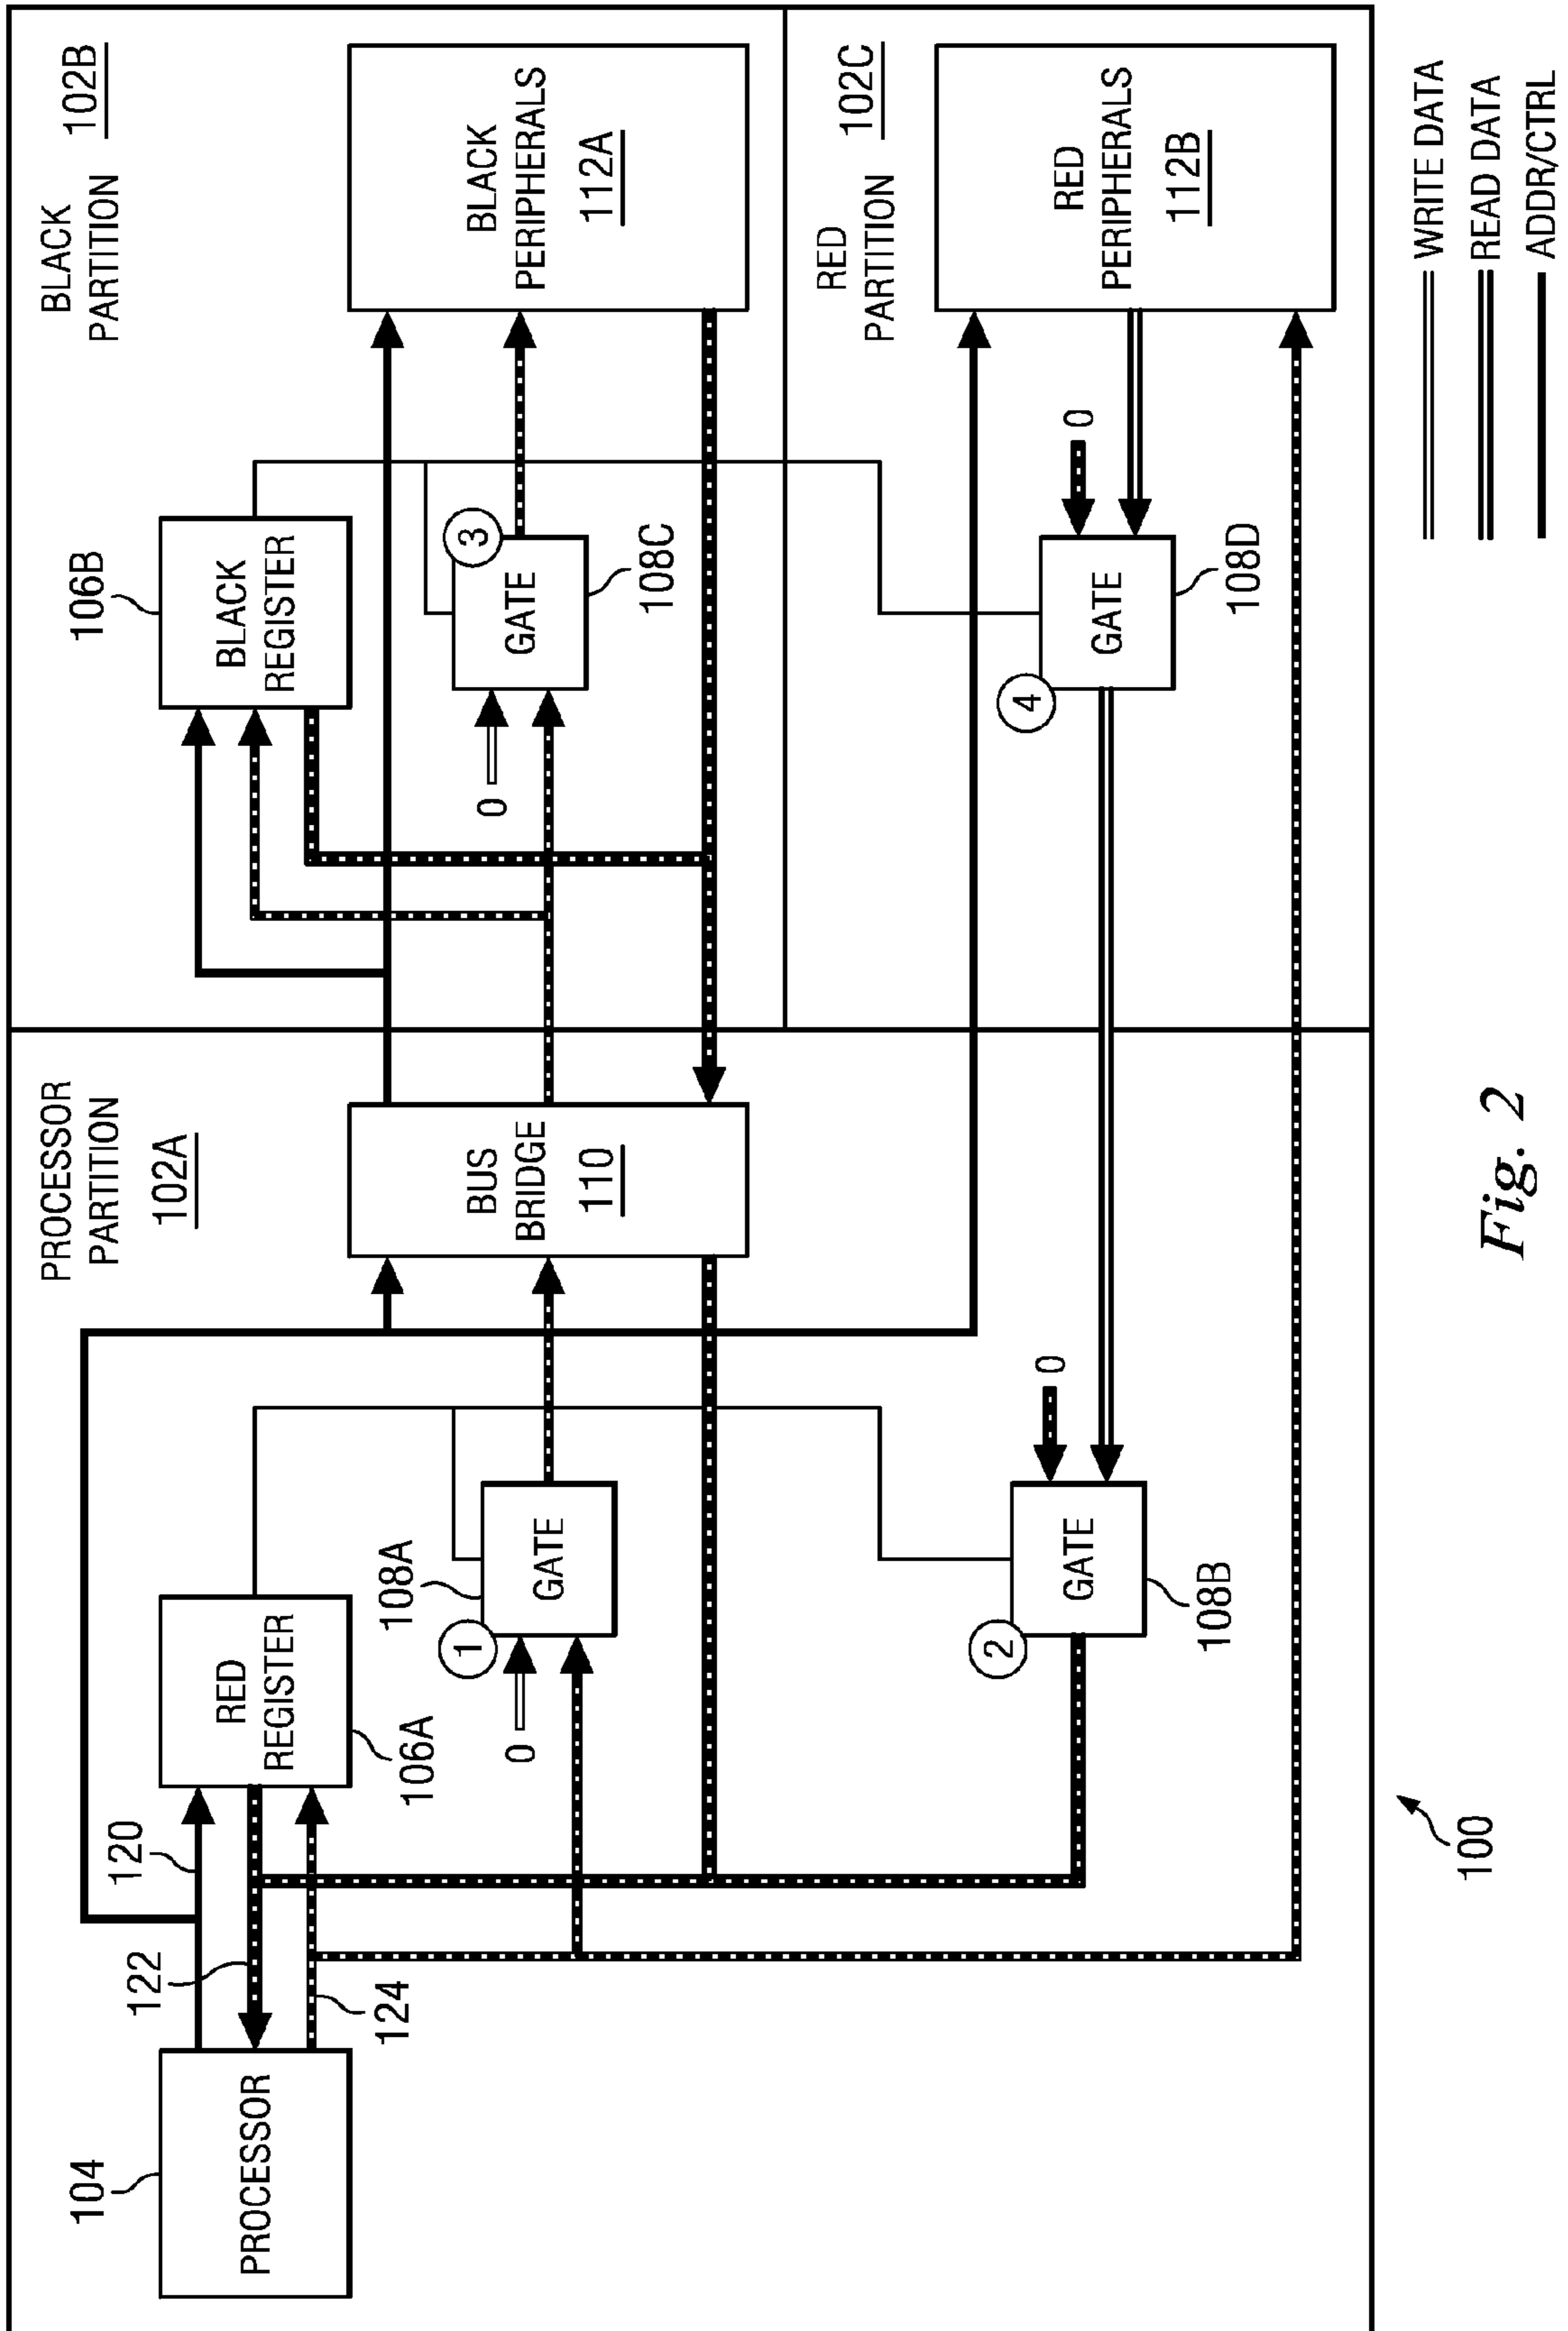 PROCESSOR
PARTITION
102A
104
PROCESSOR
120
122
124
RED
REGISTER
106A
108A
1
0
GATE
2
0
GATE
108B
BUS
BRIDGE
110
BLACK
PARTITION
102B
106B
BLACK
REGISTER
3
0
GATE
108C
BLACK
PERIPHERALS
112A
RED
PARTITION
102C
4
0
GATE
108D
RED
PERIPHERALS
112B
100
WRITE DATA
READ DATA
ADDR/CTRL
Fig. 2